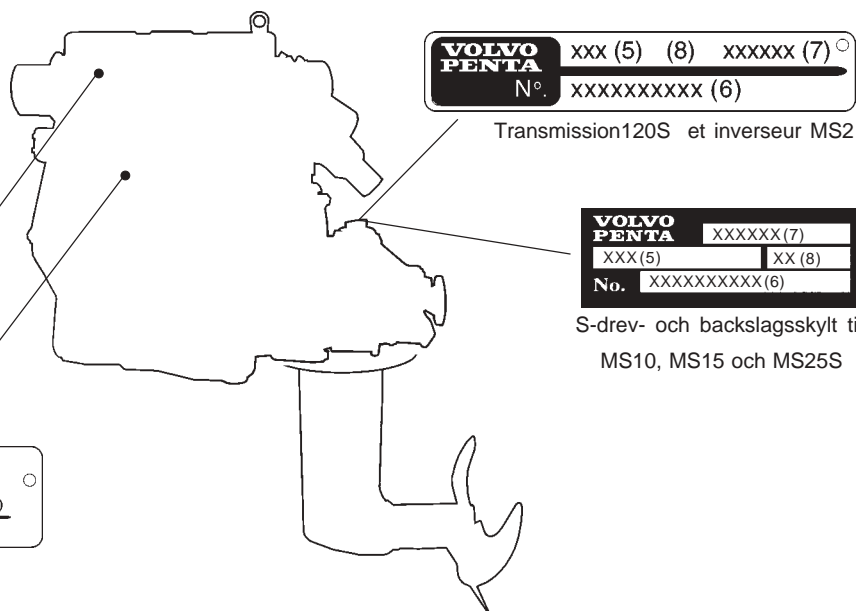 VOLVO PENTA
xxx (5) (8) xxxxxx (7)
N°. xxxxxxxxxx (6)
Transmission120S et inverseur MS2
VOLVO PENTA
XXXXXX (7)
XXX (5) XX (8)
No. XXXXXXXXXX (6)
S-drev- och backslagsskylt ti
MS10, MS15 och MS25S